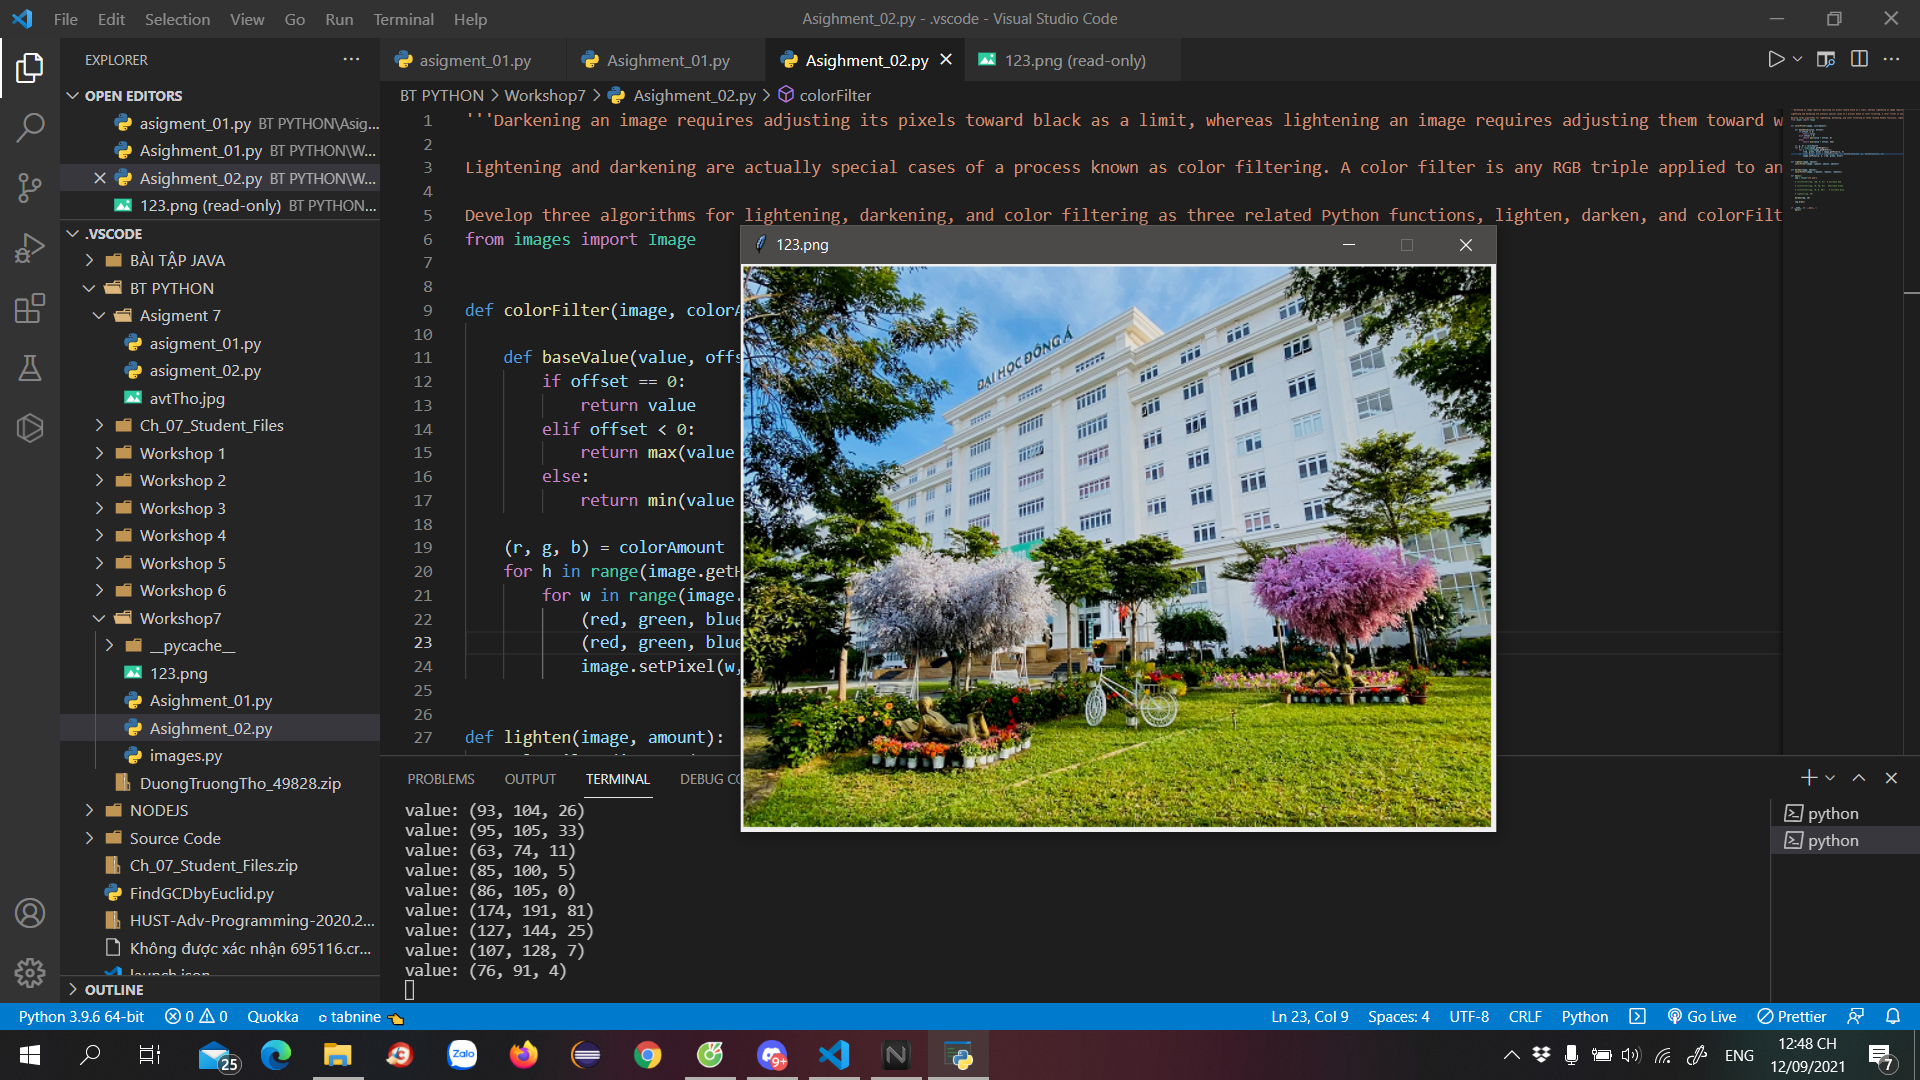 File Edit Selection View Go Run Terminal Help
Asighment_02.py - .vscode - Visual Studio Code
EXPLORER
asigment_01.py
Asighment_01.py
Asighment_02.py
123.png (read-only)
OPEN EDITORS
asigment_01.py BT PYTHON\Asig...
Asighment_01.py BT PYTHON\W...
Asighment_02.py BT PYTHON\W...
123.png (read-only) BT PYTHON...
.VSCODE
BÀI TẬP JAVA
BT PYTHON
Asigment 7
asigment_01.py
asigment_02.py
avtTho.jpg
Ch_07_Student_Files
Workshop 1
Workshop 2
Workshop 3
Workshop 4
Workshop 5
Workshop 6
Workshop7
__pycache__
123.png
Asighment_01.py
Asighment_02.py
images.py
DuongTruongTho_49828.zip
NODEJS
Source Code
Ch_07_Student_Files.zip
FindGCDbyEuclid.py
HUST-Adv-Programming-2020.2...
Không được xác nhận 695116.cr...
launch.json
OUTLINE
BT PYTHON > Workshop7 > Asighment_02.py > colorFilter
1 '''Darkening an image requires adjusting its pixels toward black as a limit, whereas lightening an image requires adjusting them toward w
2
3 Lightening and darkening are actually special cases of a process known as color filtering. A color filter is any RGB triple applied to an
4
5 Develop three algorithms for lightening, darkening, and color filtering as three related Python functions, lighten, darken, and colorFilt
6 from images import Image
7
8
9 def colorFilter(image, colorA
10
11 def baseValue(value, offs
12 if offset == 0:
13 return value
14 elif offset < 0:
15 return max(value
16 else:
17 return min(value
18
19 (r, g, b) = colorAmount
20 for h in range(image.getH
21 for w in range(image.
22 (red, green, blue
23 (red, green, blue
24 image.setPixel(w,
25
26
27 def lighten(image, amount):
123.png
ĐẠI HỌC ĐÔNG Á
PROBLEMS OUTPUT TERMINAL DEBUG CO
value: (93, 104, 26)
value: (95, 105, 33)
value: (63, 74, 11)
value: (85, 100, 5)
value: (86, 105, 0)
value: (174, 191, 81)
value: (127, 144, 25)
value: (107, 128, 7)
value: (76, 91, 4)
python
python
Python 3.9.6 64-bit 0 0 Quokka tabnine
Ln 23, Col 9 Spaces: 4 UTF-8 CRLF Python Go Live Prettier
25
Zalo
9+
ENG
12:48 CH
12/09/2021
7